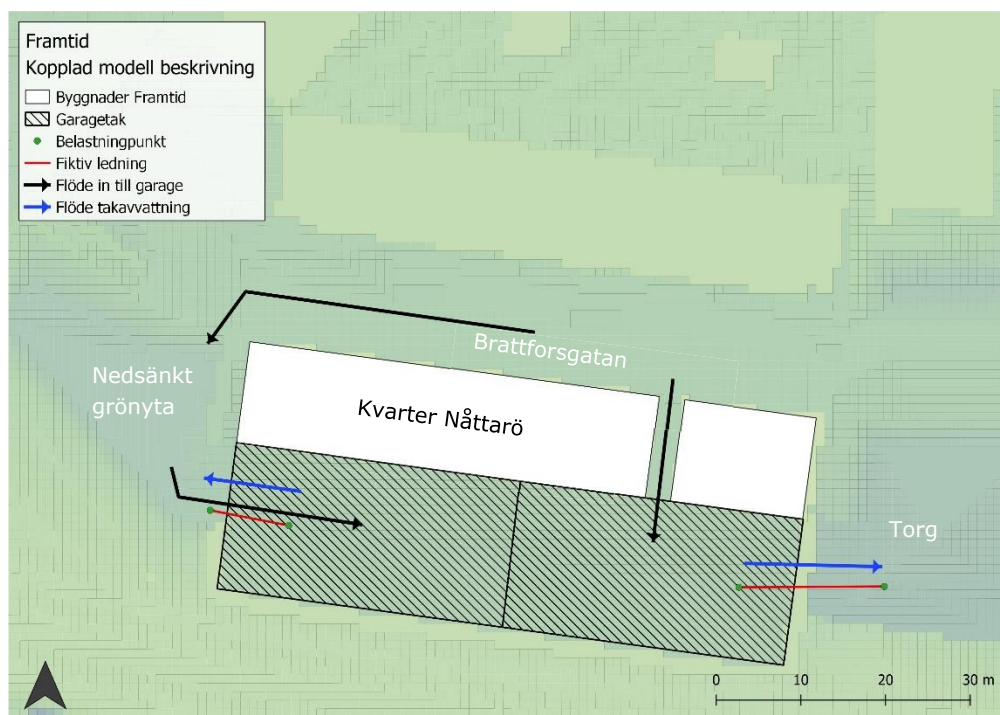 Framtid
Kopplad modell beskrivning
Byggnader Framtid
Garagetak
Belastningpunkt
Fiktiv ledning
Flöde in till garage
Flöde takavvattning
Brattforsgatan
Nedsänkt
grönyta
Kvarter Nåttarö
Torg
0 10 20 30 m